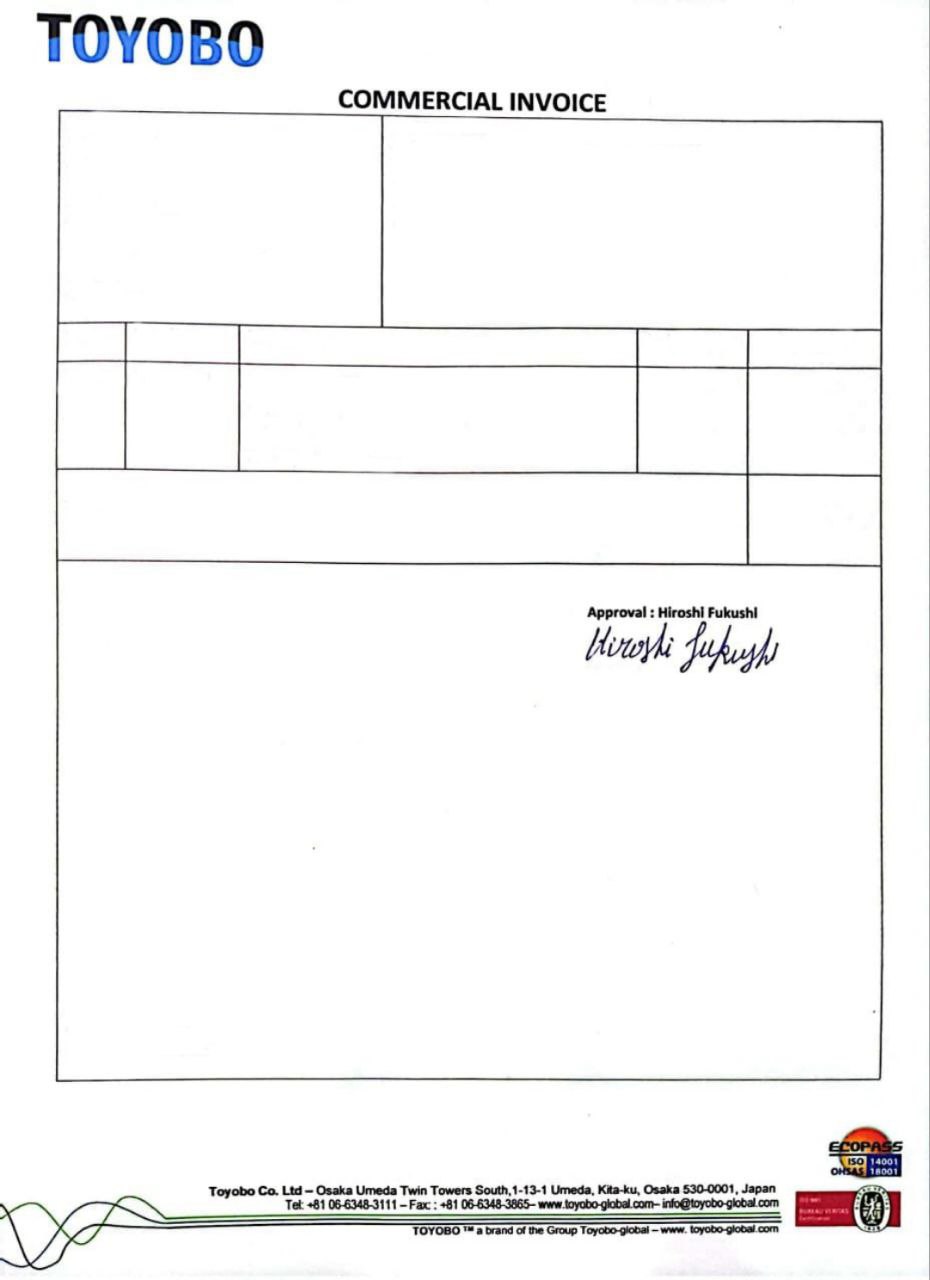 TOYOBO
COMMERCIAL INVOICE
Approval : Hiroshi Fukushi
Hiroshi Fukushi
ECOPASS
ISO 14001
OHSAS 18001
Toyobo Co. Ltd – Osaka Umeda Twin Towers South,1-13-1 Umeda, Kita-ku, Osaka 530-0001, Japan
Tel: +81 06-6348-3111 – Fax: : +81 06-6348-3865– www.toyobo-global.com– info@toyobo-global.com
BUREAU VERITAS
Certification
TOYOBO ™ a brand of the Group Toyobo-global – www. toyobo-global.com